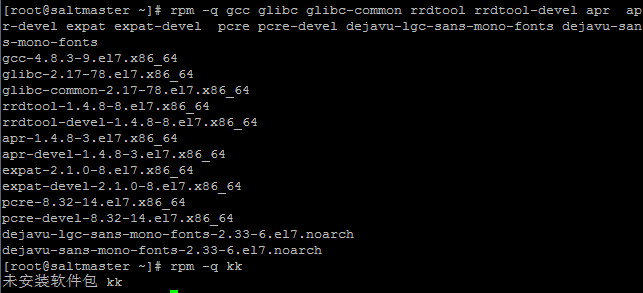 [root@saltmaster ~]# rpm -q gcc glibc glibc-common rrdtool rrdtool-devel apr  ap
r-devel expat expat-devel  pcre pcre-devel dejavu-lgc-sans-mono-fonts dejavu-san
s-mono-fonts
gcc-4.8.3-9.el7.x86_64
glibc-2.17-78.el7.x86_64
glibc-common-2.17-78.el7.x86_64
rrdtool-1.4.8-8.el7.x86_64
rrdtool-devel-1.4.8-8.el7.x86_64
apr-1.4.8-3.el7.x86_64
apr-devel-1.4.8-3.el7.x86_64
expat-2.1.0-8.el7.x86_64
expat-devel-2.1.0-8.el7.x86_64
pcre-8.32-14.el7.x86_64
pcre-devel-8.32-14.el7.x86_64
dejavu-lgc-sans-mono-fonts-2.33-6.el7.noarch
dejavu-sans-mono-fonts-2.33-6.el7.noarch
[root@saltmaster ~]# rpm -q kk
未安装软件包 kk